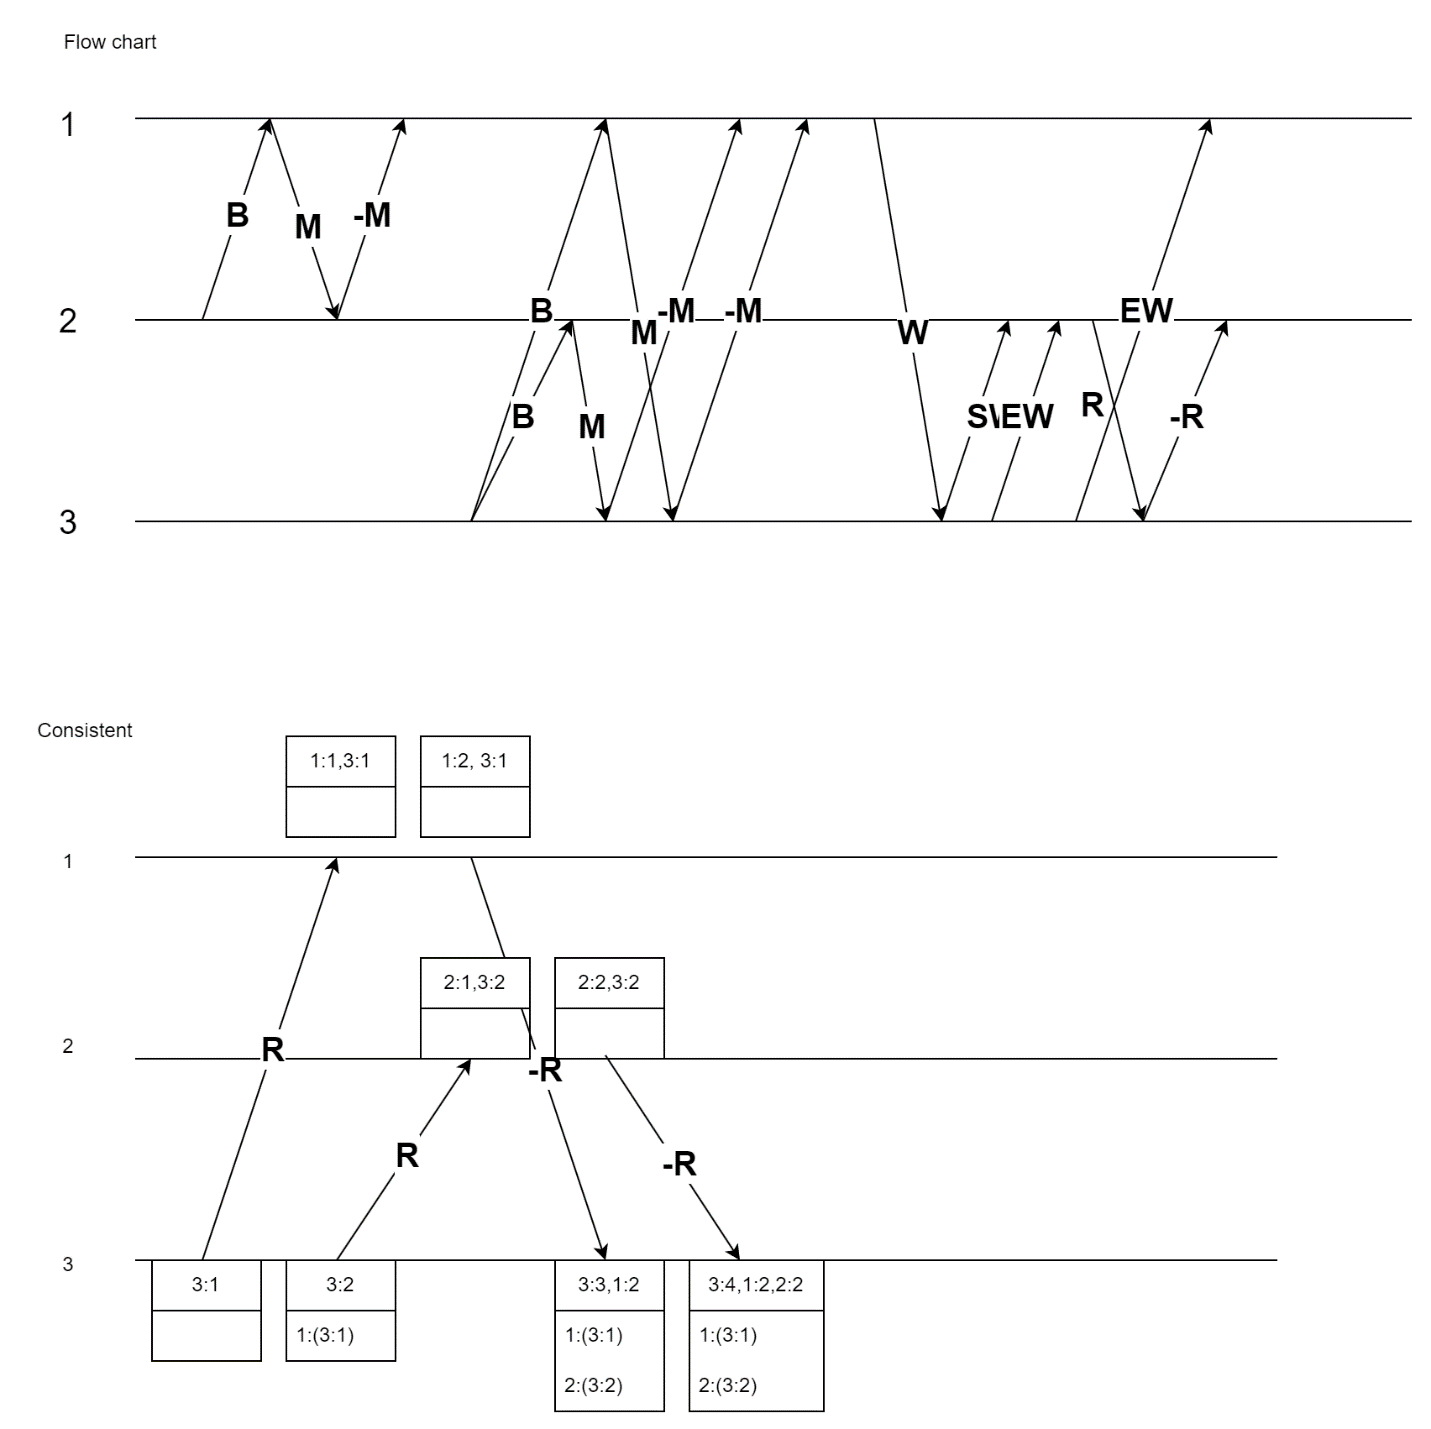 Flow chart
1
B
M
-M
2
B
M
-M
-M
W
EW
B
M
EW
R
-R
3
Consistent
1:1,3:1
1:2, 3:1
1
2:1,3:2
2:2,3:2
2
R
-R
R
-R
3
3:1
3:2
3:3,1:2
3:4,1:2,2:2
1:(3:1)
1:(3:1)
1:(3:1)
2:(3:2)
2:(3:2)